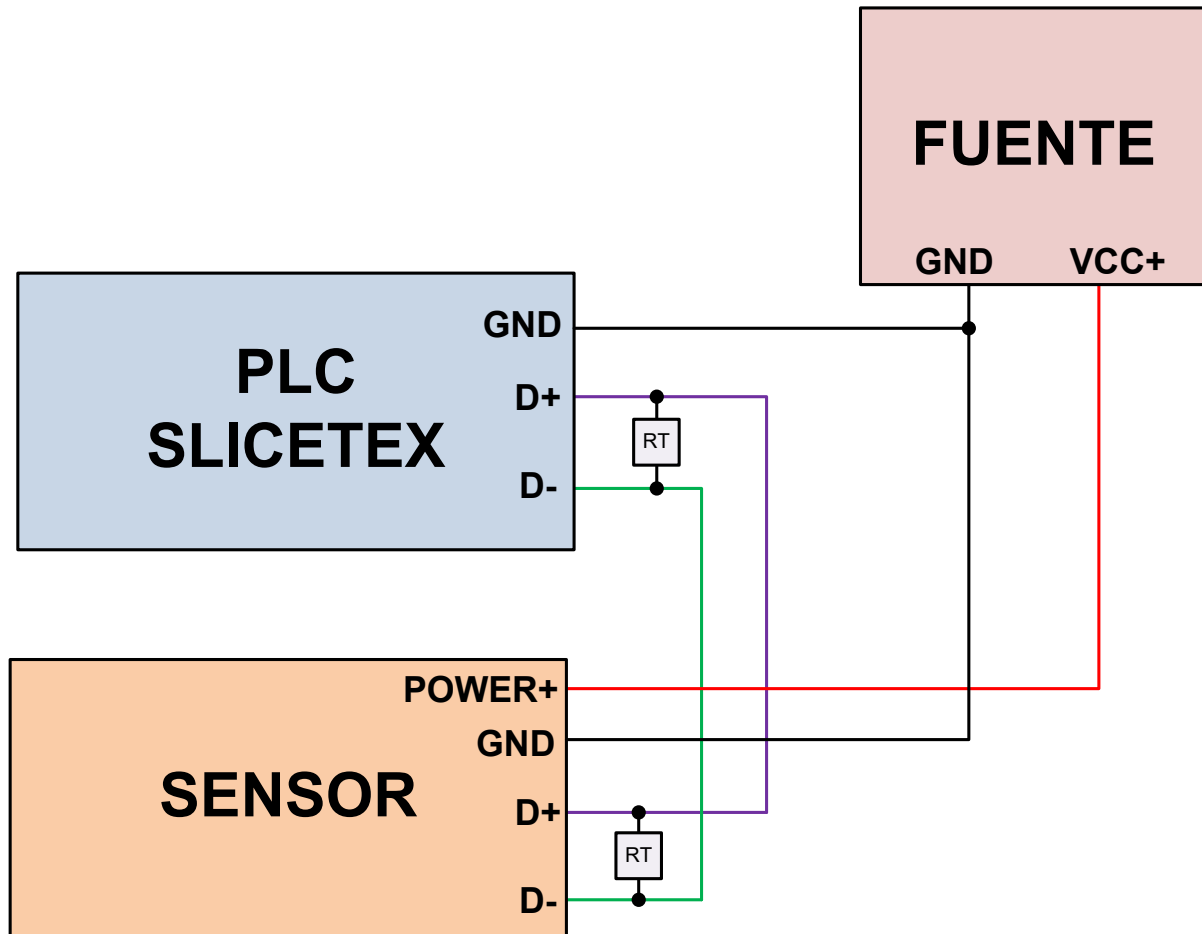 FUENTE
GND VCC+
GND
PLC
D+
SLICETEX
RT
D-
POWER+
GND
SENSOR
D+
RT
D-